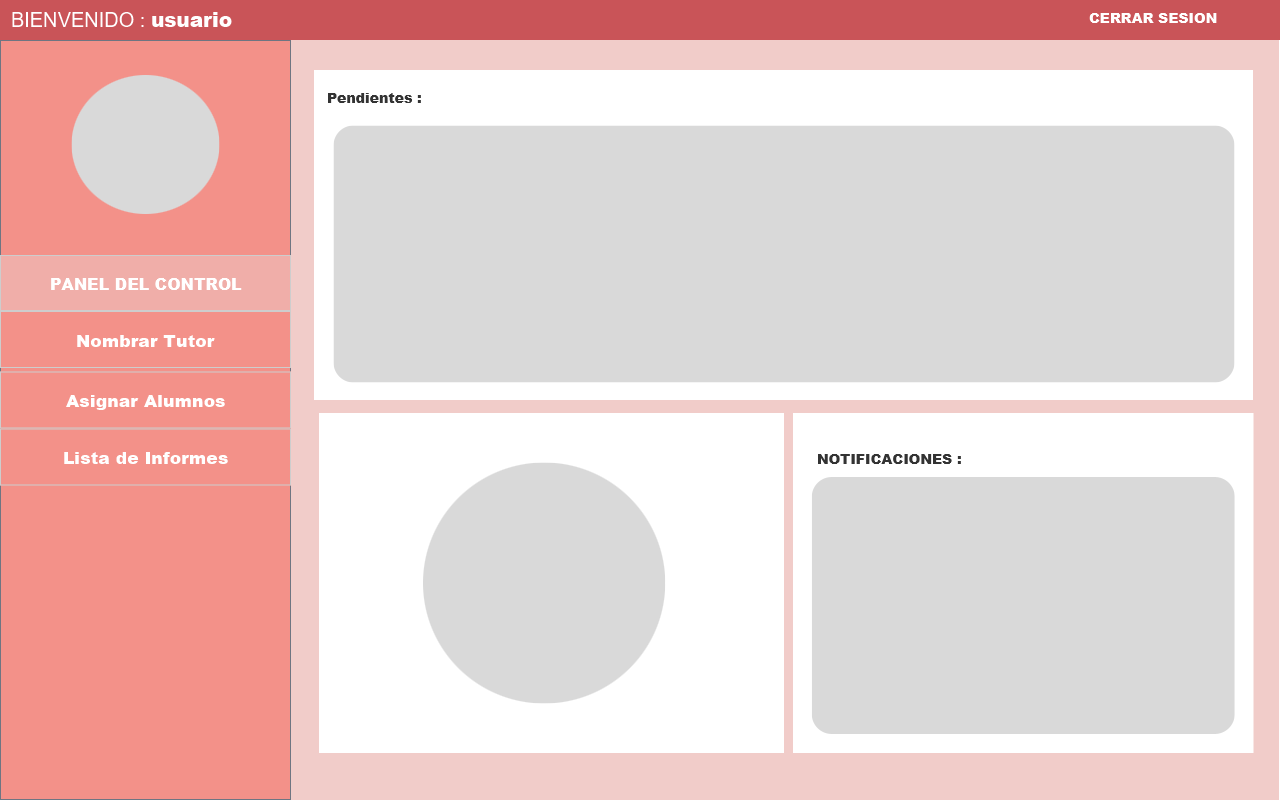 BIENVENIDO : usuario
CERRAR SESION
PANEL DEL CONTROL
Nombrar Tutor
Asignar Alumnos
Lista de Informes
Pendientes :
NOTIFICACIONES :